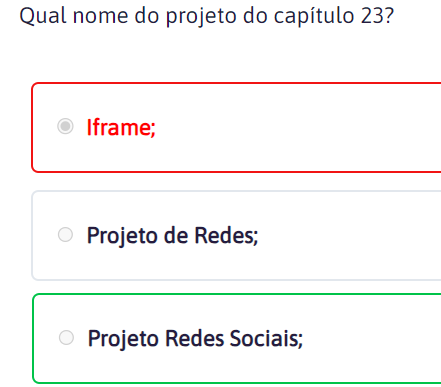 Qual nome do projeto do capítulo 23?
Iframe;
Projeto de Redes;
Projeto Redes Sociais;